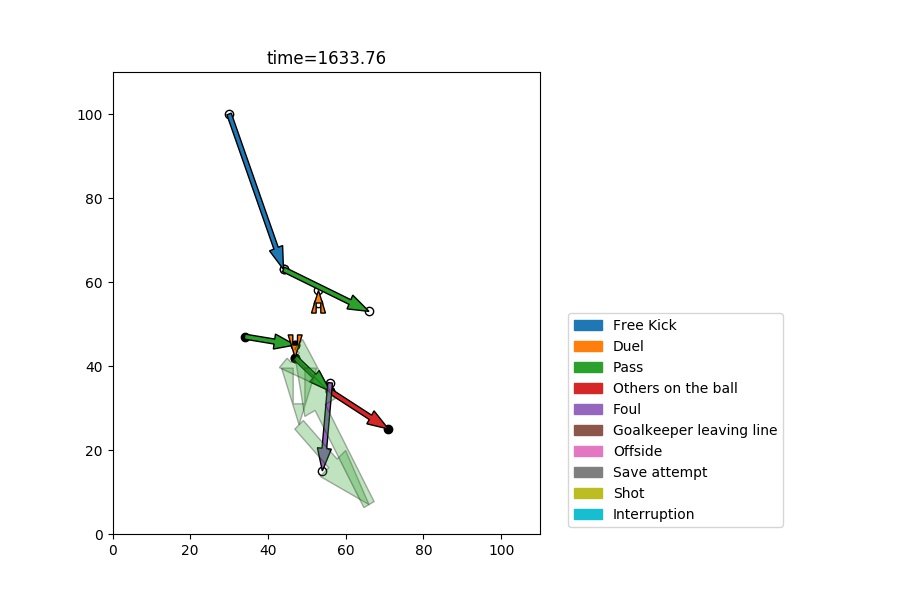 time=1633.76
100
80
60
40
20
0
0 20 40 60 80 100
Free Kick
Duel
Pass
Others on the ball
Foul
Goalkeeper leaving line
Offside
Save attempt
Shot
Interruption